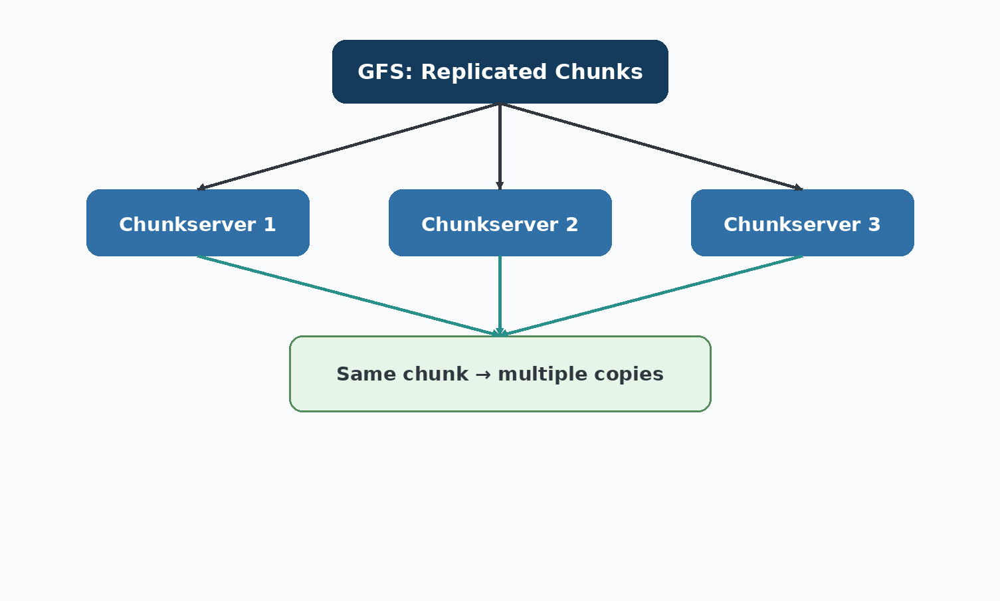 GFS: Replicated Chunks
Chunkserver 1
Chunkserver 2
Chunkserver 3
Same chunk → multiple copies